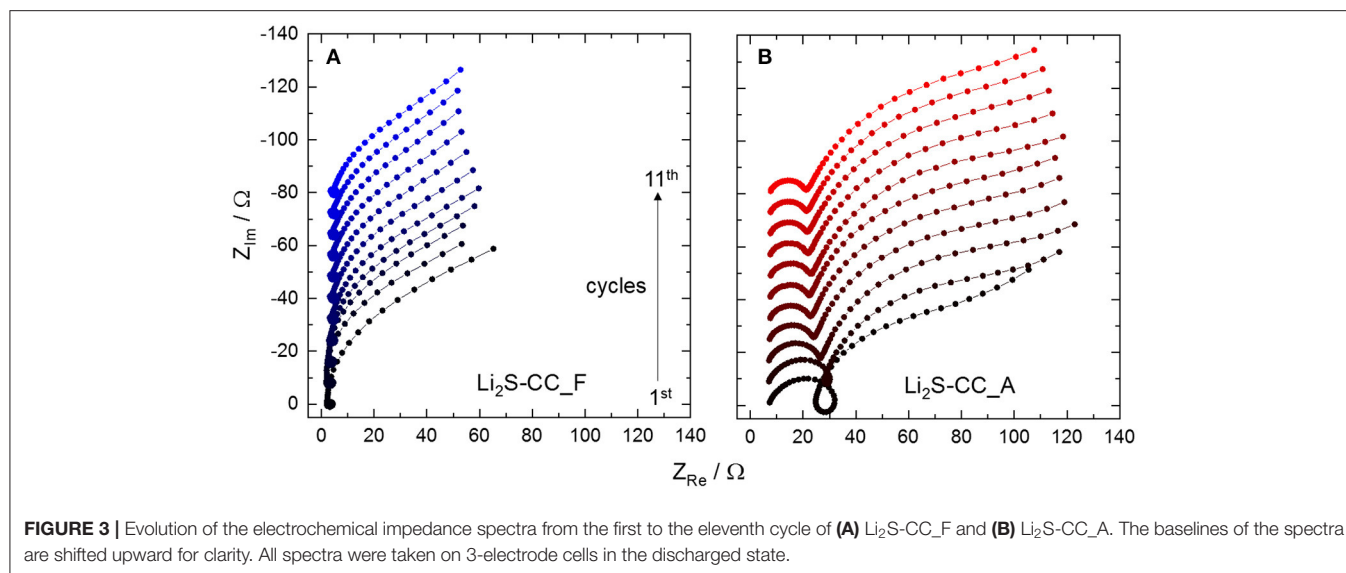 A
B
-140
-120
-100
-80
-60
-40
-20
0
Z_Im / Ω
11th
cycles
1st
Li₂S-CC_F
Li₂S-CC_A
0 20 40 60 80 100 120 140
0 20 40 60 80 100 120 140
Z_Re / Ω
FIGURE 3 | Evolution of the electrochemical impedance spectra from the first to the eleventh cycle of (A) Li₂S-CC_F and (B) Li₂S-CC_A. The baselines of the spectra
are shifted upward for clarity. All spectra were taken on 3-electrode cells in the discharged state.